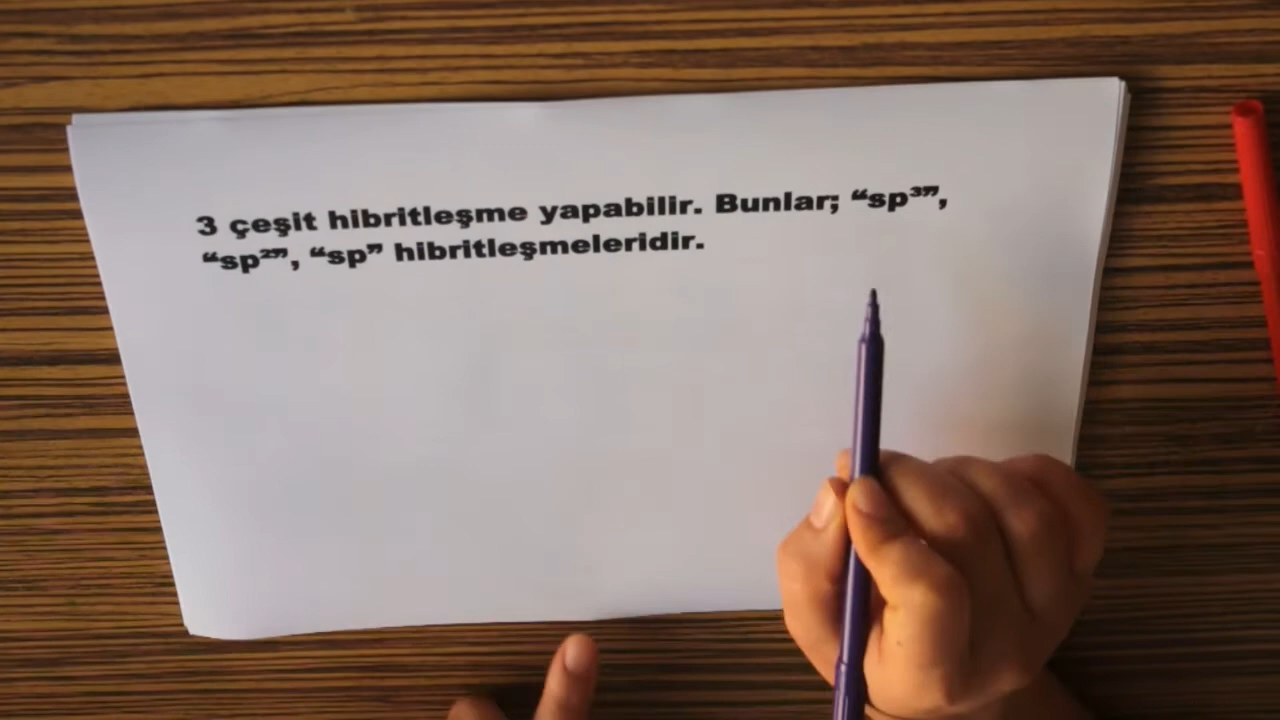 3 çeşit hibritleşme yapabilir. Bunlar; “sp³”,
“sp²”, “sp” hibritleşmeleridir.